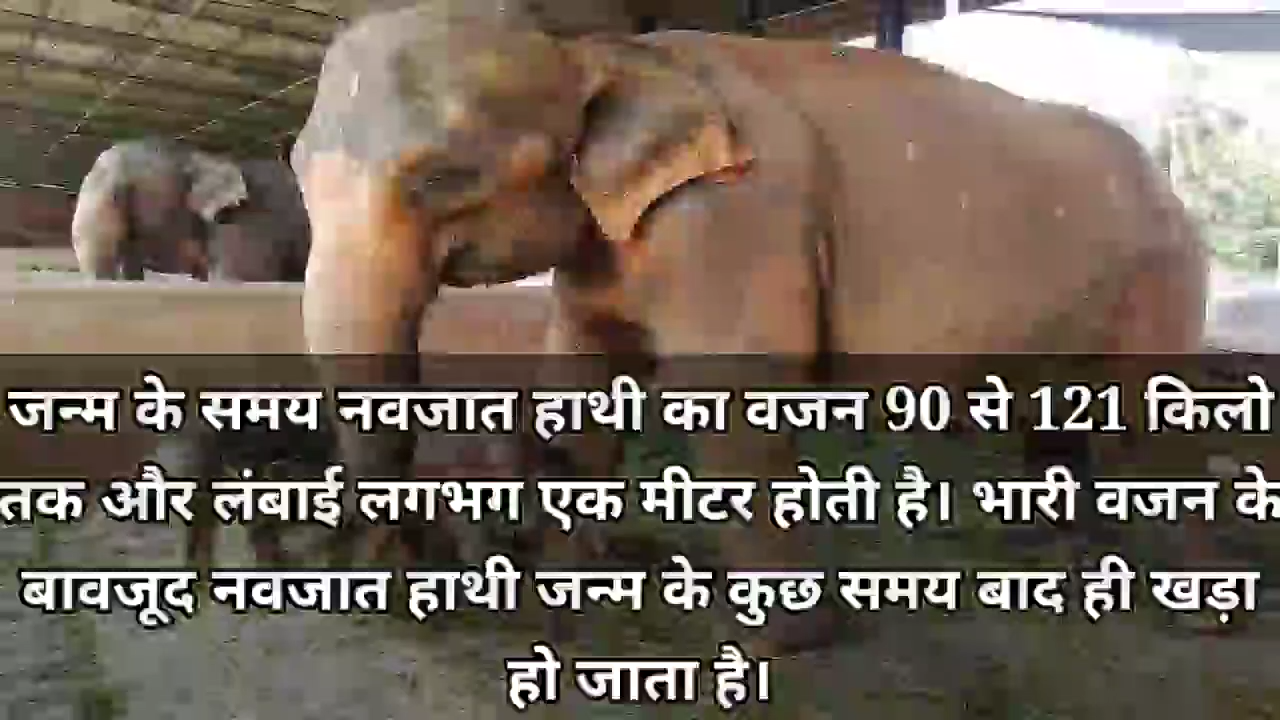 जन्म के समय नवजात हाथी का वजन 90 से 121 किलो
तक और लंबाई लगभग एक मीटर होती है। भारी वजन के
बावजूद नवजात हाथी जन्म के कुछ समय बाद ही खड़ा
हो जाता है।